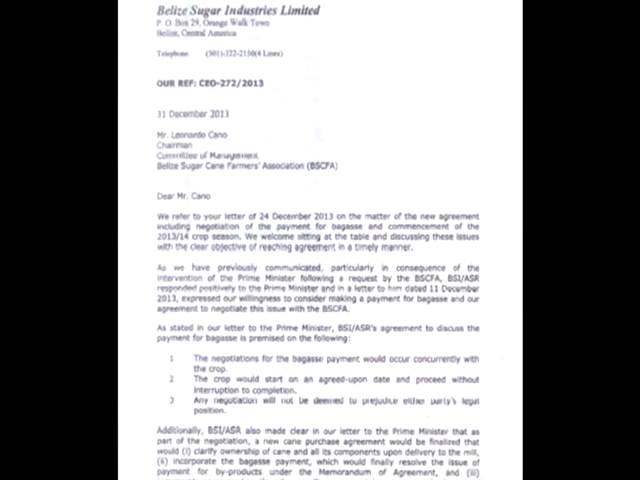 Belize Sugar Industries Limited
P O Box 29, Orange Walk Town
Belize, Central America
Telephone: (501)-322-2150(4 Lines)
OUR REF: CEO-272/2013
31 December 2013
Mr. Leonardo Cano
Chairman
Committee of Management
Belize Sugar Cane Farmers' Association (BSCFA)
Dear Mr. Cano
We refer to your letter of 24 December 2013 on the matter of the new agreement
including negotiation of the payment for bagasse and commencement of the
2013/14 crop season. We welcome sitting at the table and discussing these issues
with the clear objective of reaching agreement in a timely manner.
As we have previously communicated, particularly in consequence of the
intervention of the Prime Minister following a request by the BSCFA, BSI/ASR
responded positively to the Prime Minister and in a letter to him dated 11 December
2013, expressed our willingness to consider making a payment for bagasse and our
agreement to negotiate this issue with the BSCFA.
As stated in our letter to the Prime Minister, BSI/ASR's agreement to discuss the
payment for bagasse is premised on the following:
1 The negotiations for the bagasse payment would occur concurrently with
the crop.
2 The crop would start on an agreed-upon date and proceed without
interruption to completion.
3 Any negotiation will not be deemed to prejudice either party's legal
position.
Additionally, BSI/ASR also made clear in our letter to the Prime Minister that as
part of the negotiation, a new cane purchase agreement would be finalized that
would (i) clarify ownership of cane and all its components upon delivery to the mill,
(ii) incorporate the bagasse payment, which would finally resolve the issue of
payment for by-products under the Memorandum of Agreement, and (iii)